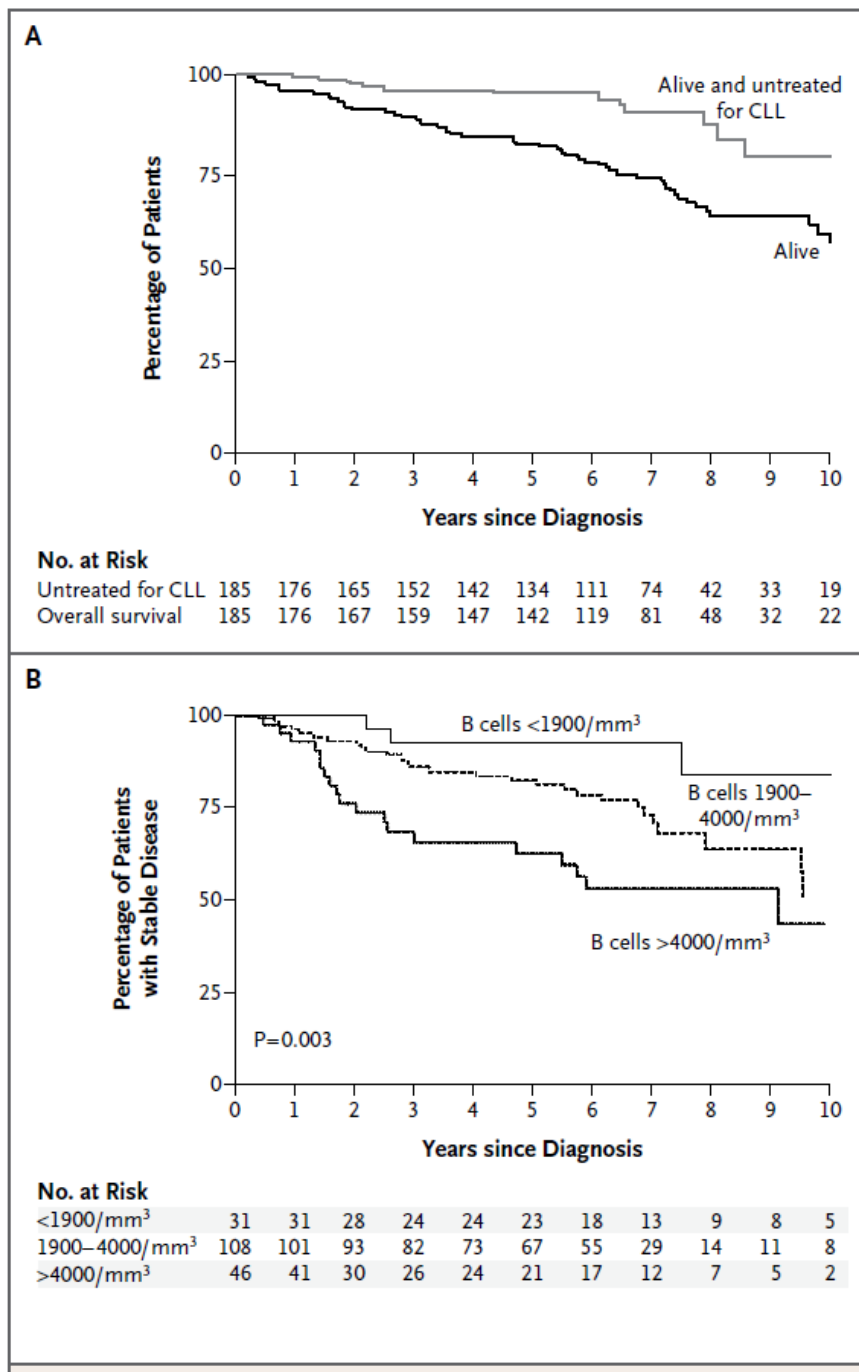 A
100
75
50
25
0
Percentage of Patients
Alive and untreated
for CLL
Alive
0 1 2 3 4 5 6 7 8 9 10
Years since Diagnosis
No. at Risk
Untreated for CLL 185 176 165 152 142 134 111 74 42 33 19
Overall survival 185 176 167 159 147 142 119 81 48 32 22
B
100
75
50
25
0
Percentage of Patients
with Stable Disease
B cells <1900/mm³
B cells 1900–
4000/mm³
B cells >4000/mm³
P=0.003
0 1 2 3 4 5 6 7 8 9 10
Years since Diagnosis
No. at Risk
<1900/mm³ 31 31 28 24 24 23 18 13 9 8 5
1900–4000/mm³ 108 101 93 82 73 67 55 29 14 11 8
>4000/mm³ 46 41 30 26 24 21 17 12 7 5 2